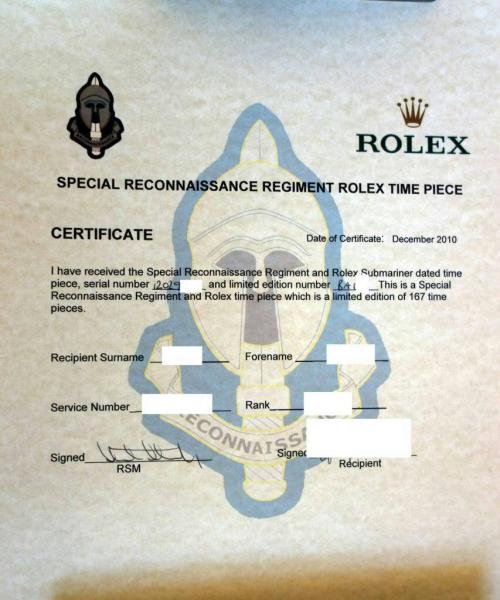 ROLEX
SPECIAL RECONNAISSANCE REGIMENT ROLEX TIME PIECE
CERTIFICATE
Date of Certificate: December 2010
I have received the Special Reconnaissance Regiment and Rolex Submariner dated time
piece, serial number and limited edition number This is a Special
Reconnaissance Regiment and Rolex time piece which is a limited edition of 167 time
pieces.
Recipient Surname Forename
Service Number Rank
RECONNAISS
Signed Signed
RSM Recipient